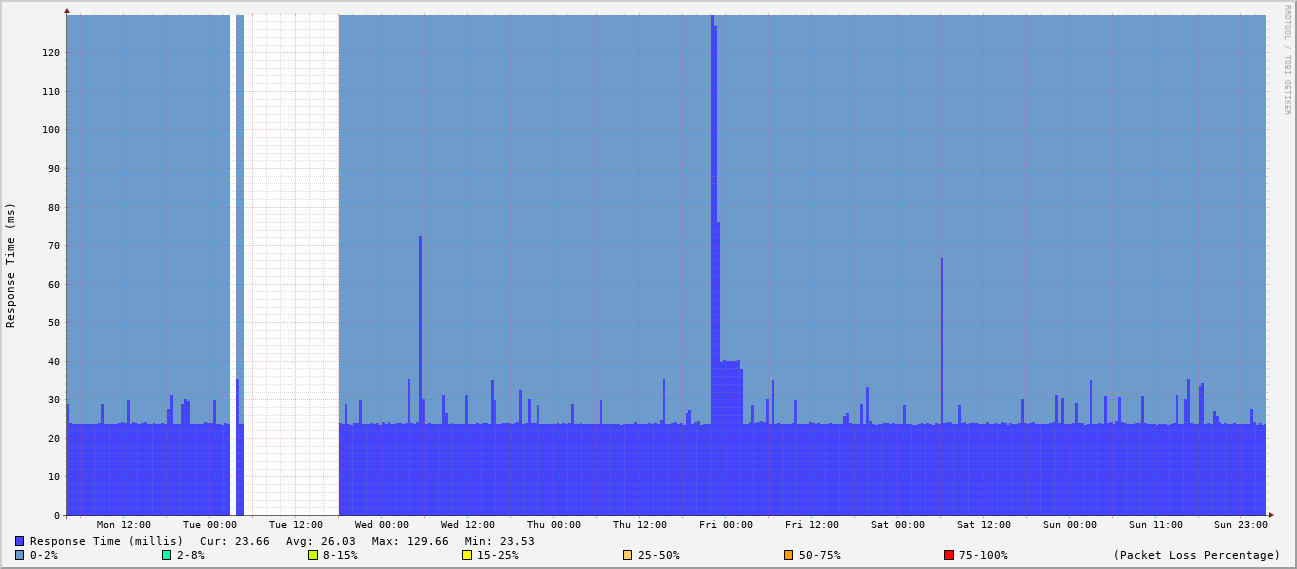 RRDTOOL / TOBI OETIKER
Response Time (ms)
120
110
100
90
80
70
60
50
40
30
20
10
0
Mon 12:00 Tue 00:00 Tue 12:00 Wed 00:00 Wed 12:00 Thu 00:00 Thu 12:00 Fri 00:00 Fri 12:00 Sat 00:00 Sat 12:00 Sun 00:00 Sun 11:00 Sun 23:00
Response Time (millis) Cur: 23.66 Avg: 26.03 Max: 129.66 Min: 23.53
0-2% 2-8% 8-15% 15-25% 25-50% 50-75% 75-100% (Packet Loss Percentage)